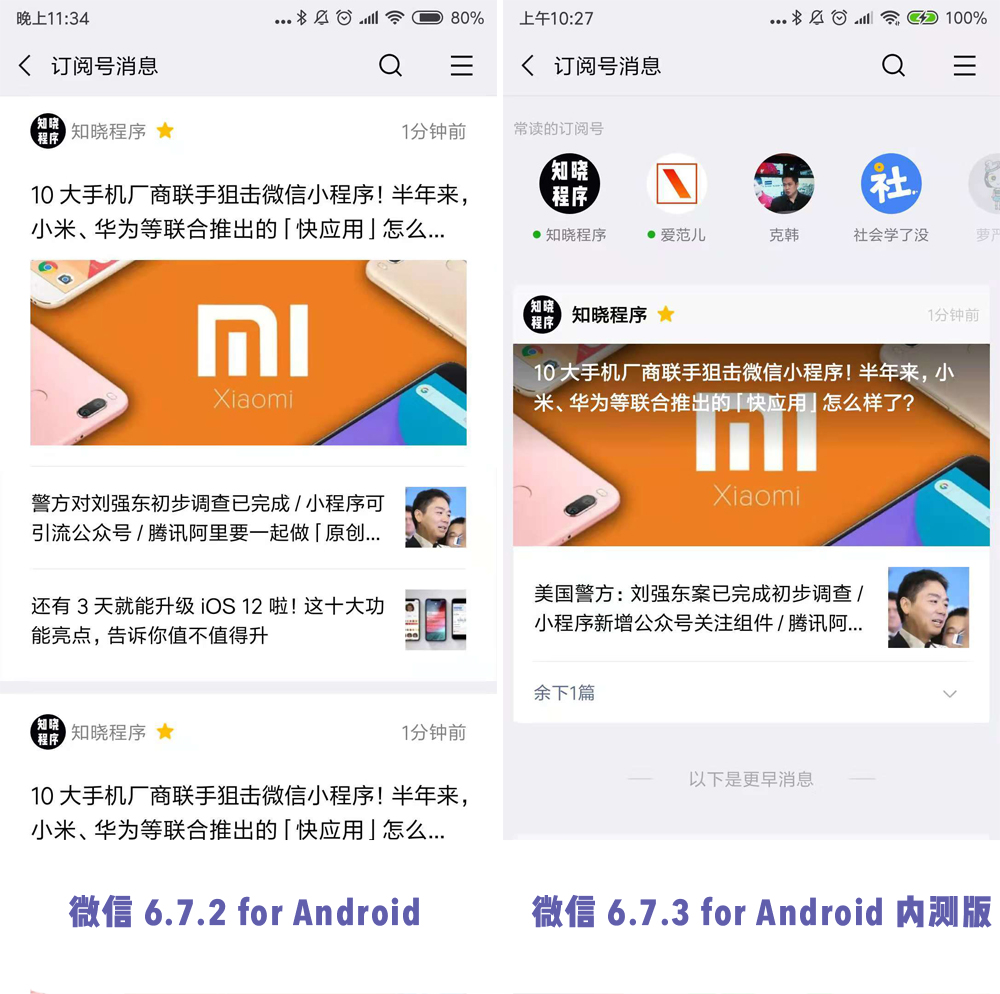 晚上11:34
80%
订阅号消息
知晓程序
知晓程序
1分钟前
10 大手机厂商联手狙击微信小程序！半年来，
小米、华为等联合推出的「快应用」怎么...
Xiaomi
警方对刘强东初步调查已完成 / 小程序可
引流公众号 / 腾讯阿里要一起做「原创...
还有 3 天就能升级 iOS 12 啦！这十大功
能亮点，告诉你值不值得升
知晓程序
知晓程序
1分钟前
10 大手机厂商联手狙击微信小程序！半年来，
小米、华为等联合推出的「快应用」怎么...
微信 6.7.2 for Android
上午10:27
100%
订阅号消息
常读的订阅号
知晓程序
社
知晓程序
爱范儿
克韩
社会学了没
萝严
知晓程序
知晓程序
1分钟前
10 大手机厂商联手狙击微信小程序！半年来，小
米、华为等联合推出的「快应用」怎么样了？
Xiaomi
美国警方：刘强东案已完成初步调查 /
小程序新增公众号关注组件 / 腾讯阿...
余下1篇
以下是更早消息
微信 6.7.3 for Android 内测版